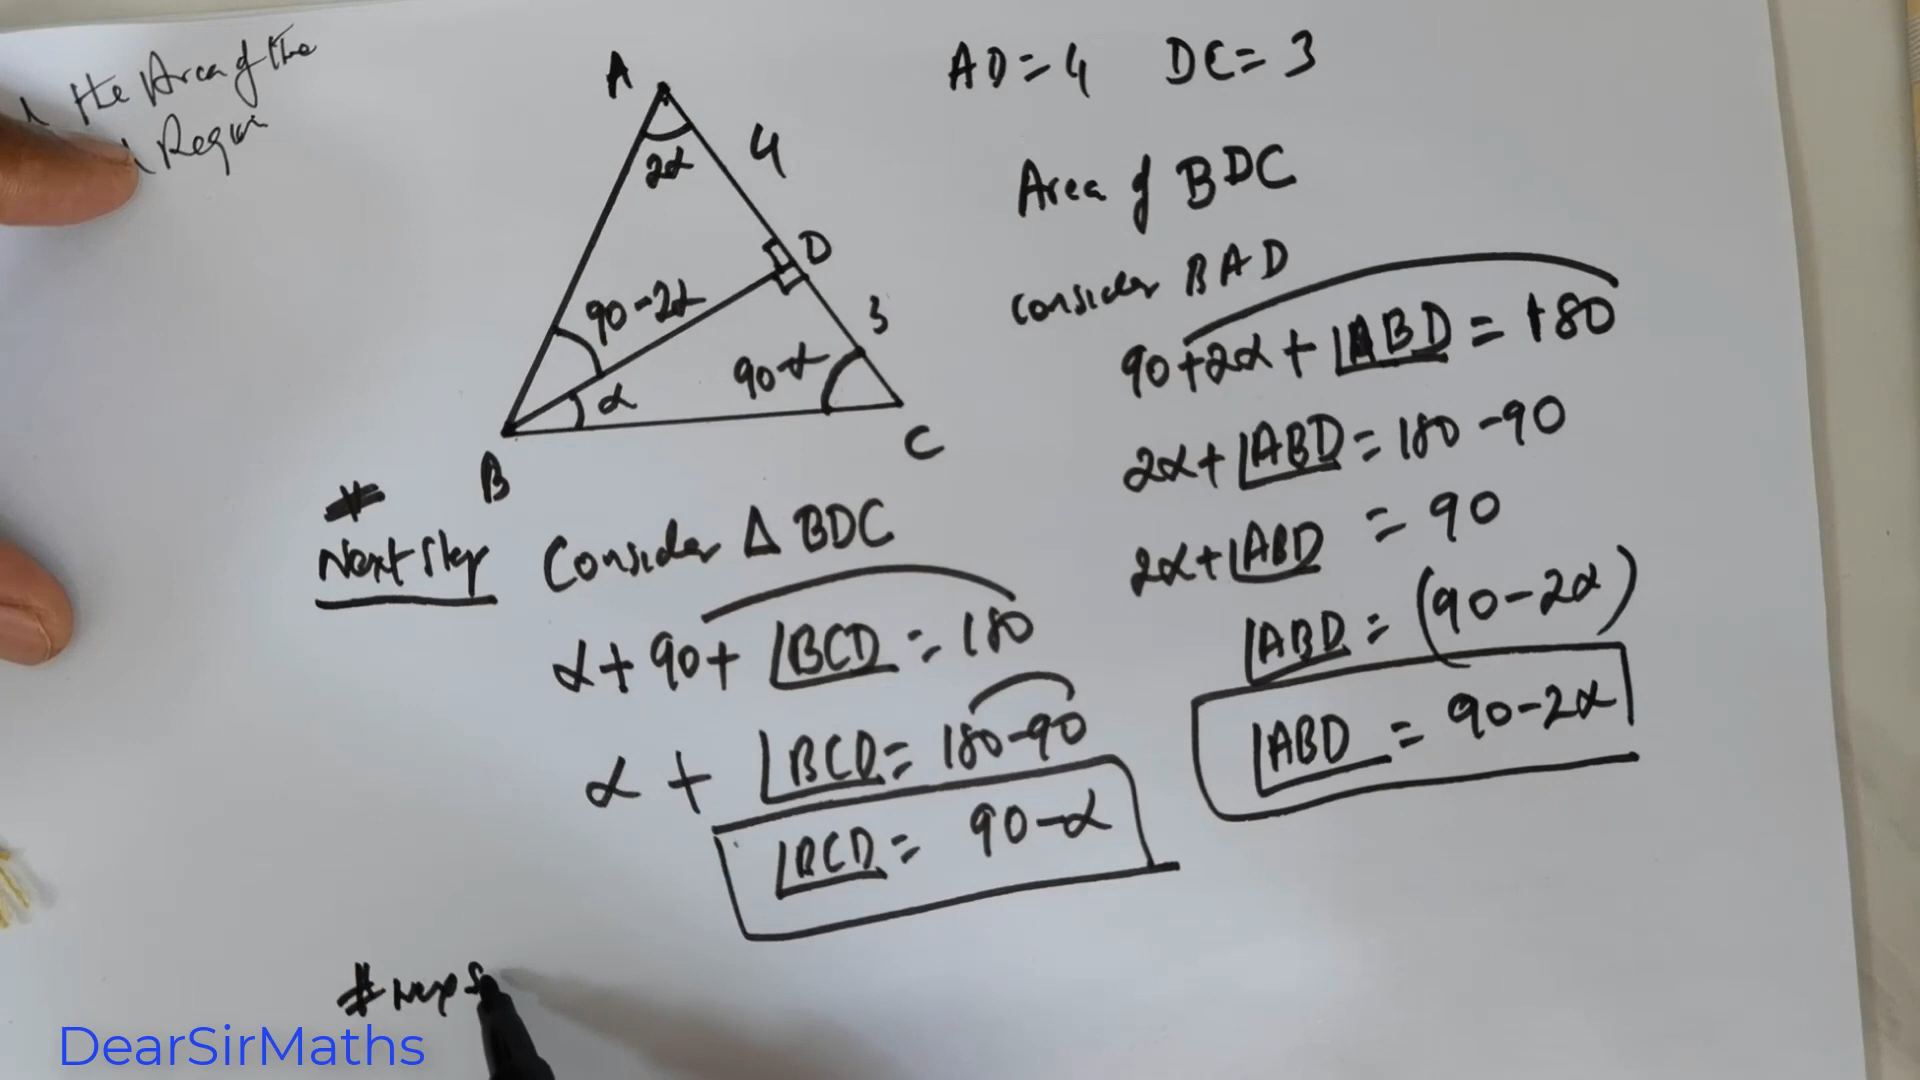 the Area of the
Region
A
2α
4
D
90-2α
3
90-α
α
B
C
AD=4 DC=3
Area of BDC
Consider BAD
90+2α+∠ABD=180
2α+∠ABD=180-90
2α+∠ABD=90
∠ABD=(90-2α)
∠ABD=90-2α
Next step Consider Δ BDC
α+90+∠BCD=180
α+∠BCD=180-90
∠BCD=90-α
#
DearSirMaths